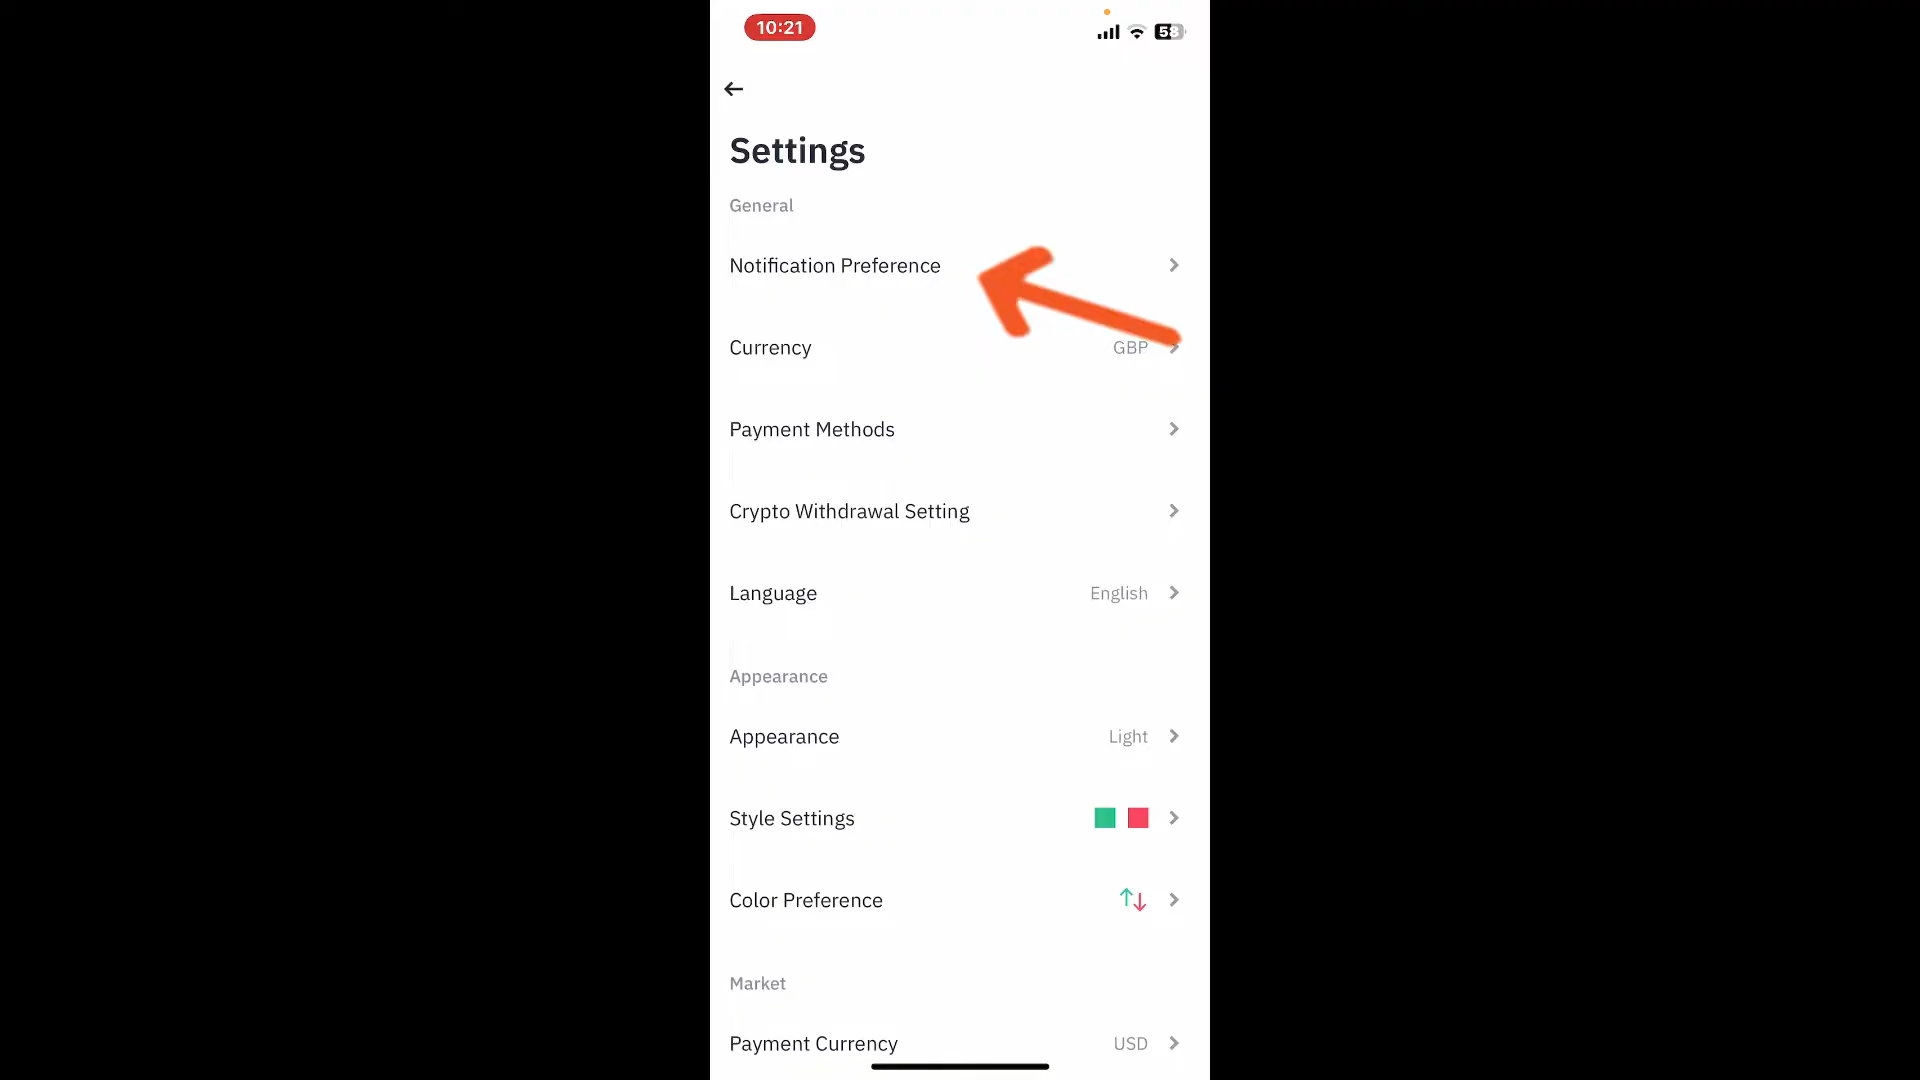 10:21
58
Settings
General
Notification Preference
Currency GBP
Payment Methods
Crypto Withdrawal Setting
Language English
Appearance
Appearance Light
Style Settings
Color Preference
Market
Payment Currency USD